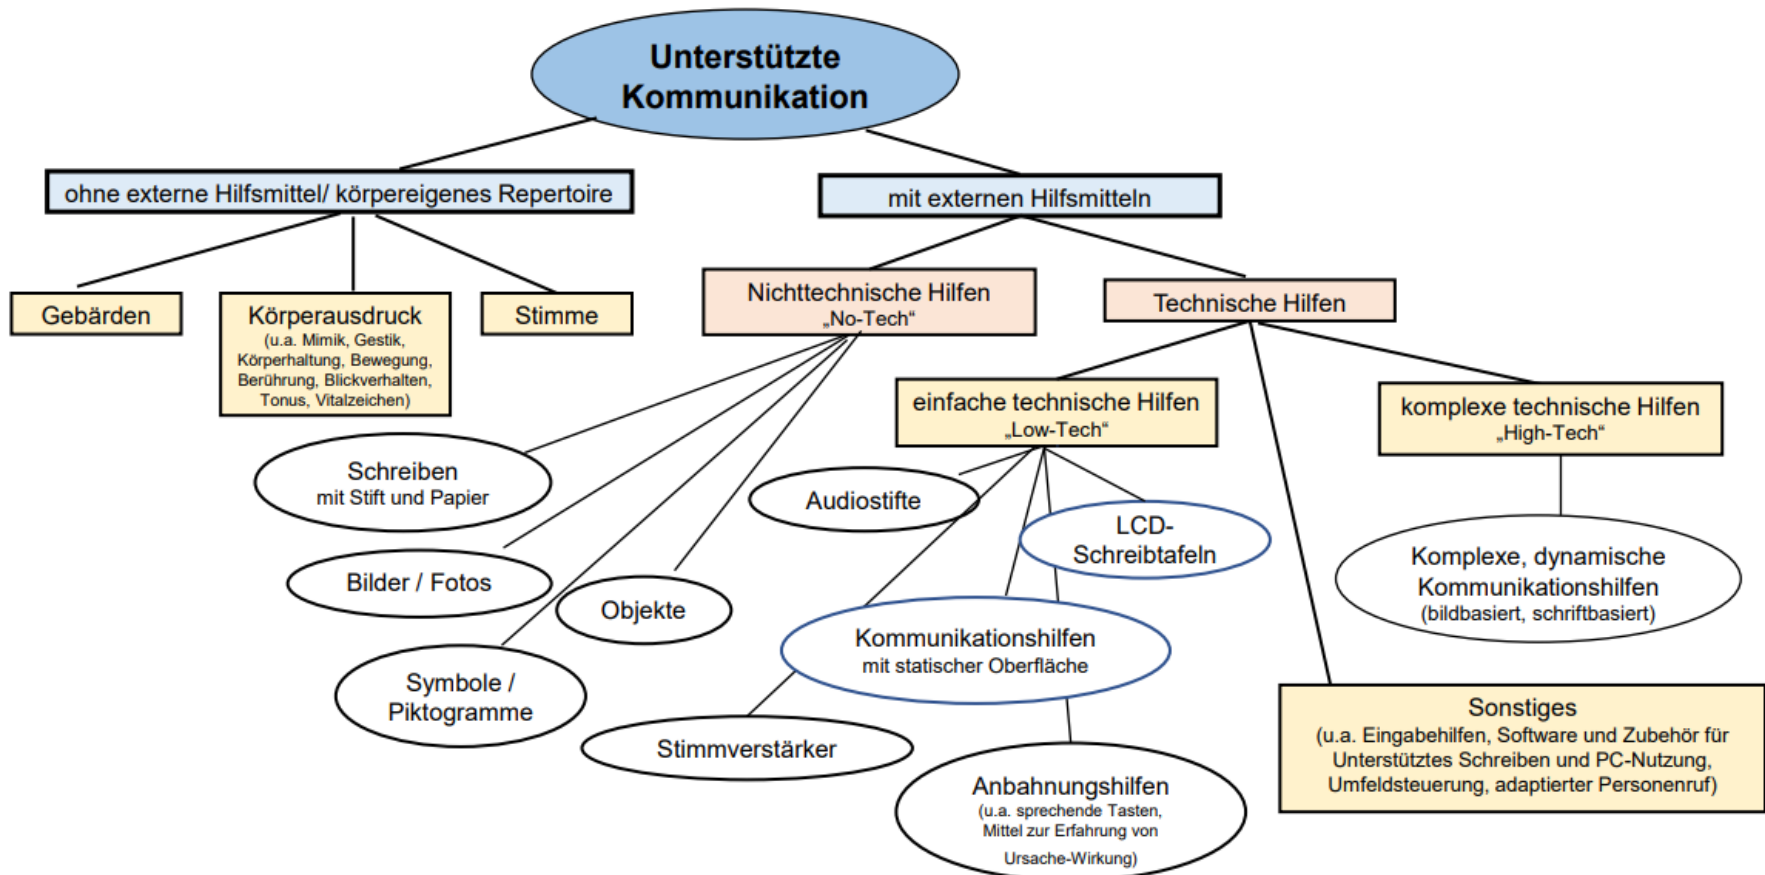 Unterstützte
Kommunikation
ohne externe Hilfsmittel/ körpereigenes Repertoire
mit externen Hilfsmitteln
Gebärden
Körperausdruck
(u.a. Mimik, Gestik,
Körperhaltung, Bewegung,
Berührung, Blickverhalten,
Tonus, Vitalzeichen)
Stimme
Nichttechnische Hilfen
„No-Tech“
Technische Hilfen
einfache technische Hilfen
„Low-Tech“
komplexe technische Hilfen
„High-Tech“
Schreiben
mit Stift und Papier
Bilder / Fotos
Symbole /
Piktogramme
Objekte
Audiostifte
LCD-
Schreibtafeln
Kommunikationshilfen
mit statischer Oberfläche
Stimmverstärker
Anbahnungshilfen
(u.a. sprechende Tasten,
Mittel zur Erfahrung von
Ursache-Wirkung)
Komplexe, dynamische
Kommunikationshilfen
(bildbasiert, schriftbasiert)
Sonstiges
(u.a. Eingabehilfen, Software und Zubehör für
Unterstütztes Schreiben und PC-Nutzung,
Umfeldsteuerung, adaptierter Personenruf)